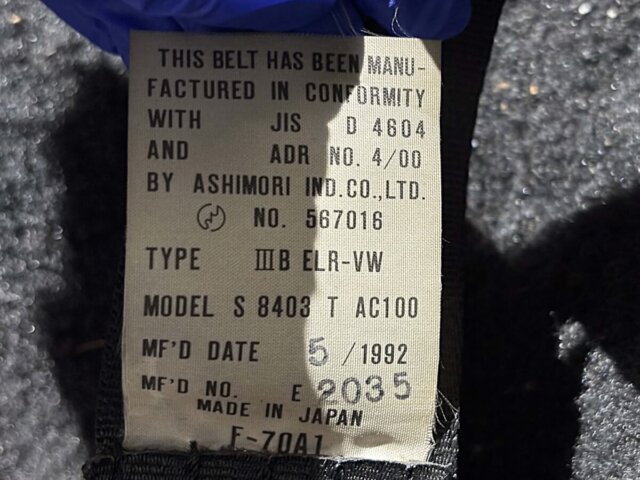 THIS BELT HAS BEEN MANU-
FACTURED IN CONFORMITY
WITH JIS D 4604
AND ADR NO. 4/00
BY ASHIMORI IND.CO.,LTD.
NO. 567016
TYPE IIIB ELR-VW
MODEL S 8403 T AC100
MF'D DATE 5/1992
MF'D NO. E 2035
MADE IN JAPAN
F-70A1